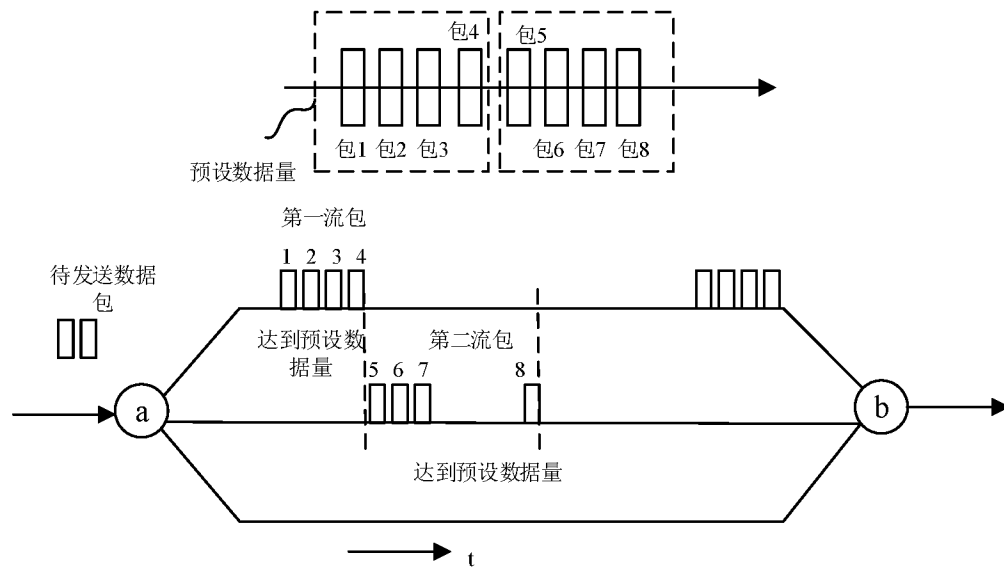 包4 包5
包1 包2 包3 包6 包7 包8
预设数据量
第一流包
1 2 3 4
待发送数据
包
达到预设数
据量
第二流包
5 6 7 8
a b
达到预设数据量
t